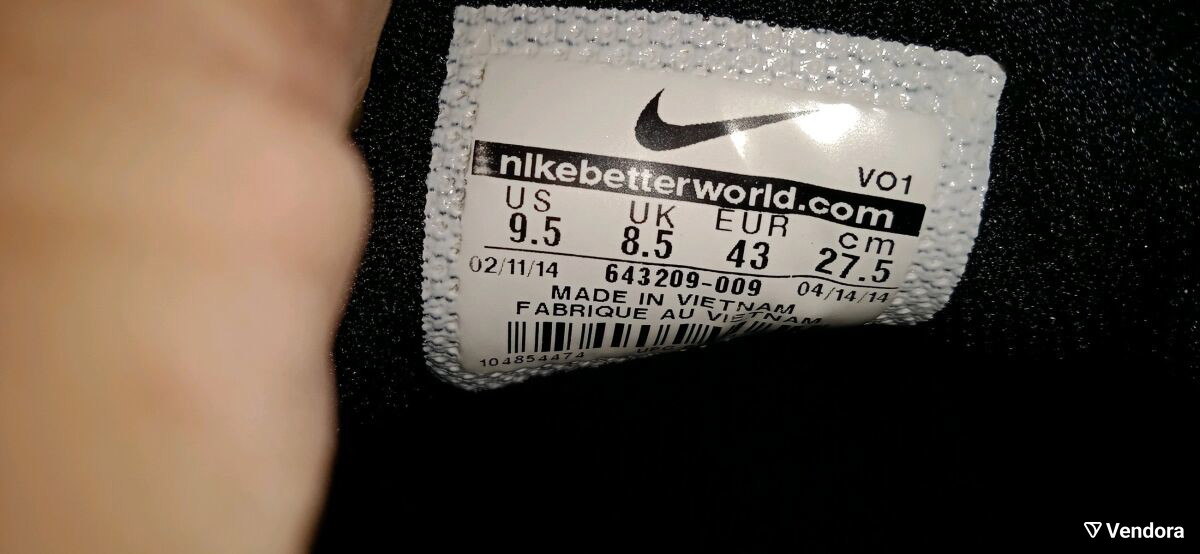 VO1
nikebetterworld.com
US UK EUR cm
9.5 8.5 43 27.5
02/11/14 643209-009 04/14/14
MADE IN VIETNAM
FABRIQUE AU VIETNAM
104854474
Vendora